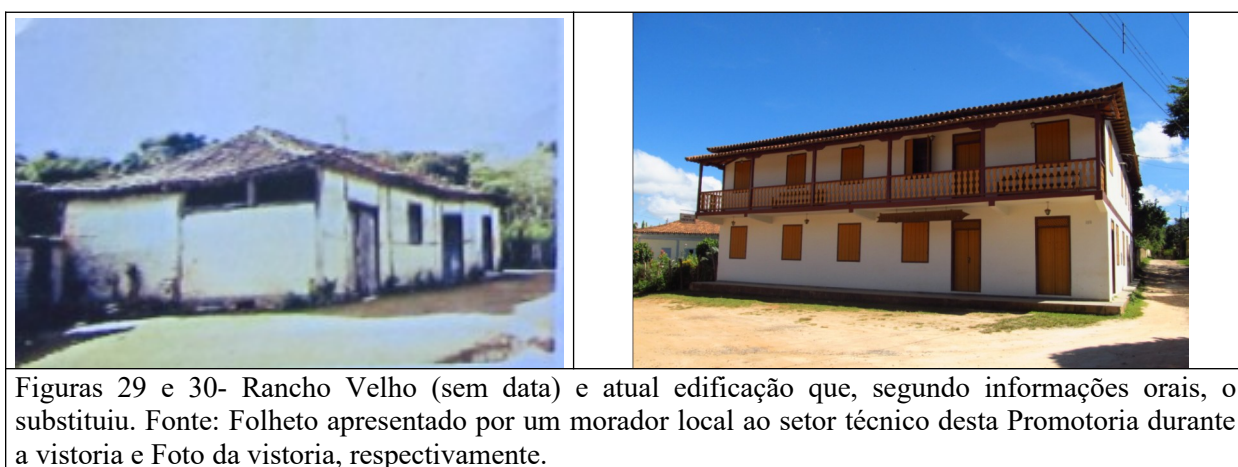 Figuras 29 e 30- Rancho Velho (sem data) e atual edificação que, segundo informações orais, o
substituiu. Fonte: Folheto apresentado por um morador local ao setor técnico desta Promotoria durante
a vistoria e Foto da vistoria, respectivamente.